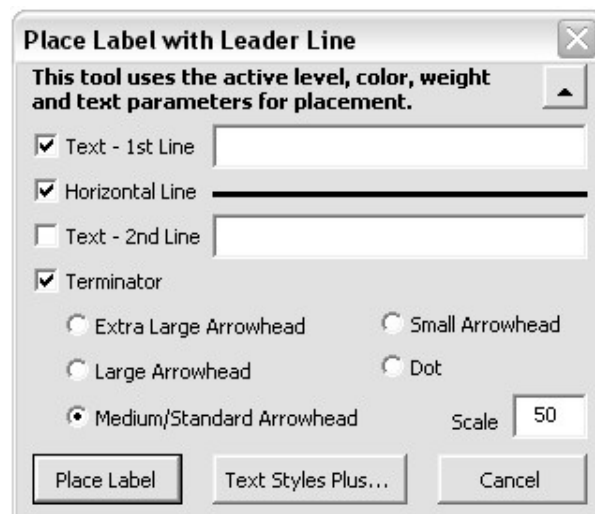 Place Label with Leader Line
This tool uses the active level, color, weight
and text parameters for placement.
Text - 1st Line
Horizontal Line
Text - 2nd Line
Terminator
Extra Large Arrowhead
Small Arrowhead
Large Arrowhead
Dot
Medium/Standard Arrowhead
Scale 50
Place Label
Text Styles Plus...
Cancel